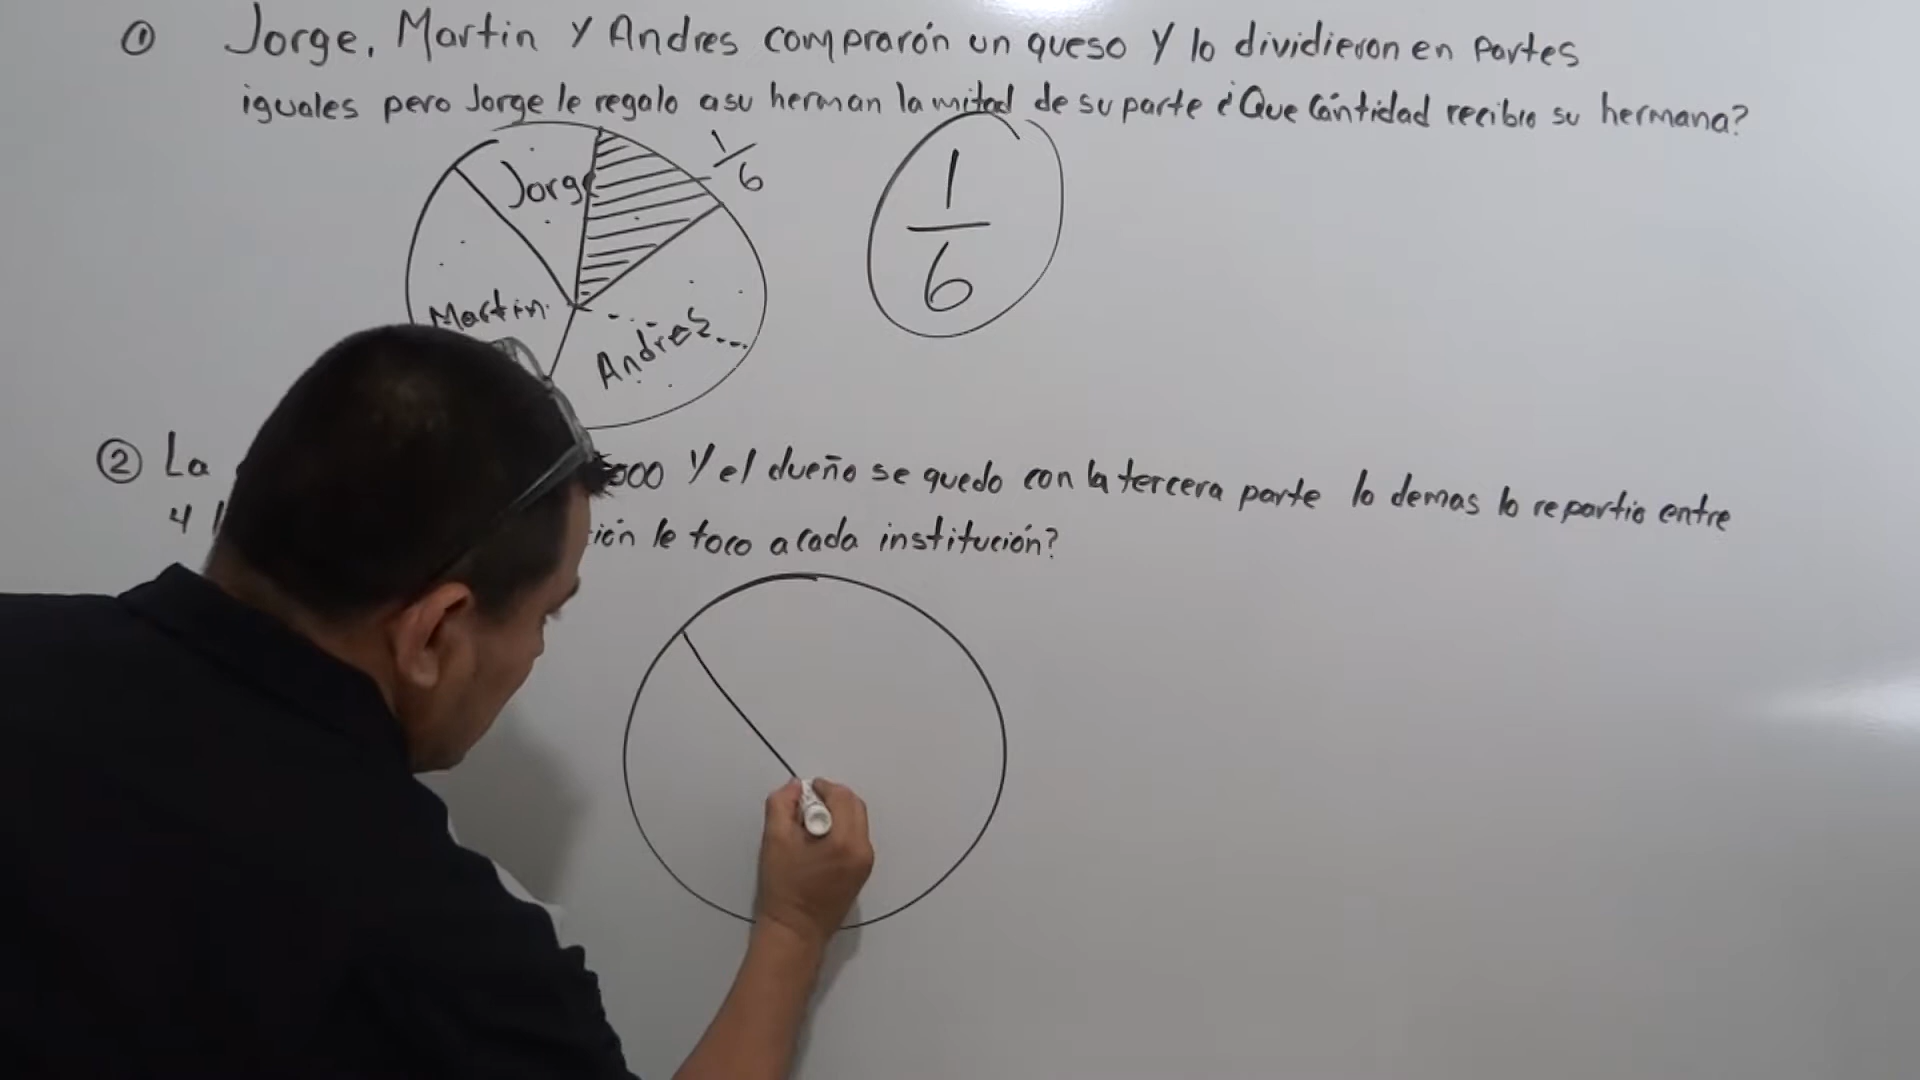 ① Jorge, Martin y Andres comprarón un queso y lo dividieron en partes
iguales pero Jorge le regalo a su herman la mitad de su parte ¿Que Cántidad recibio su hermana?
Jorge
1/6
1/6
Martin
Andres
② La 000 y el dueño se quedo con la tercera parte lo demas lo repartio entre
4 ión le toco a cada institución?